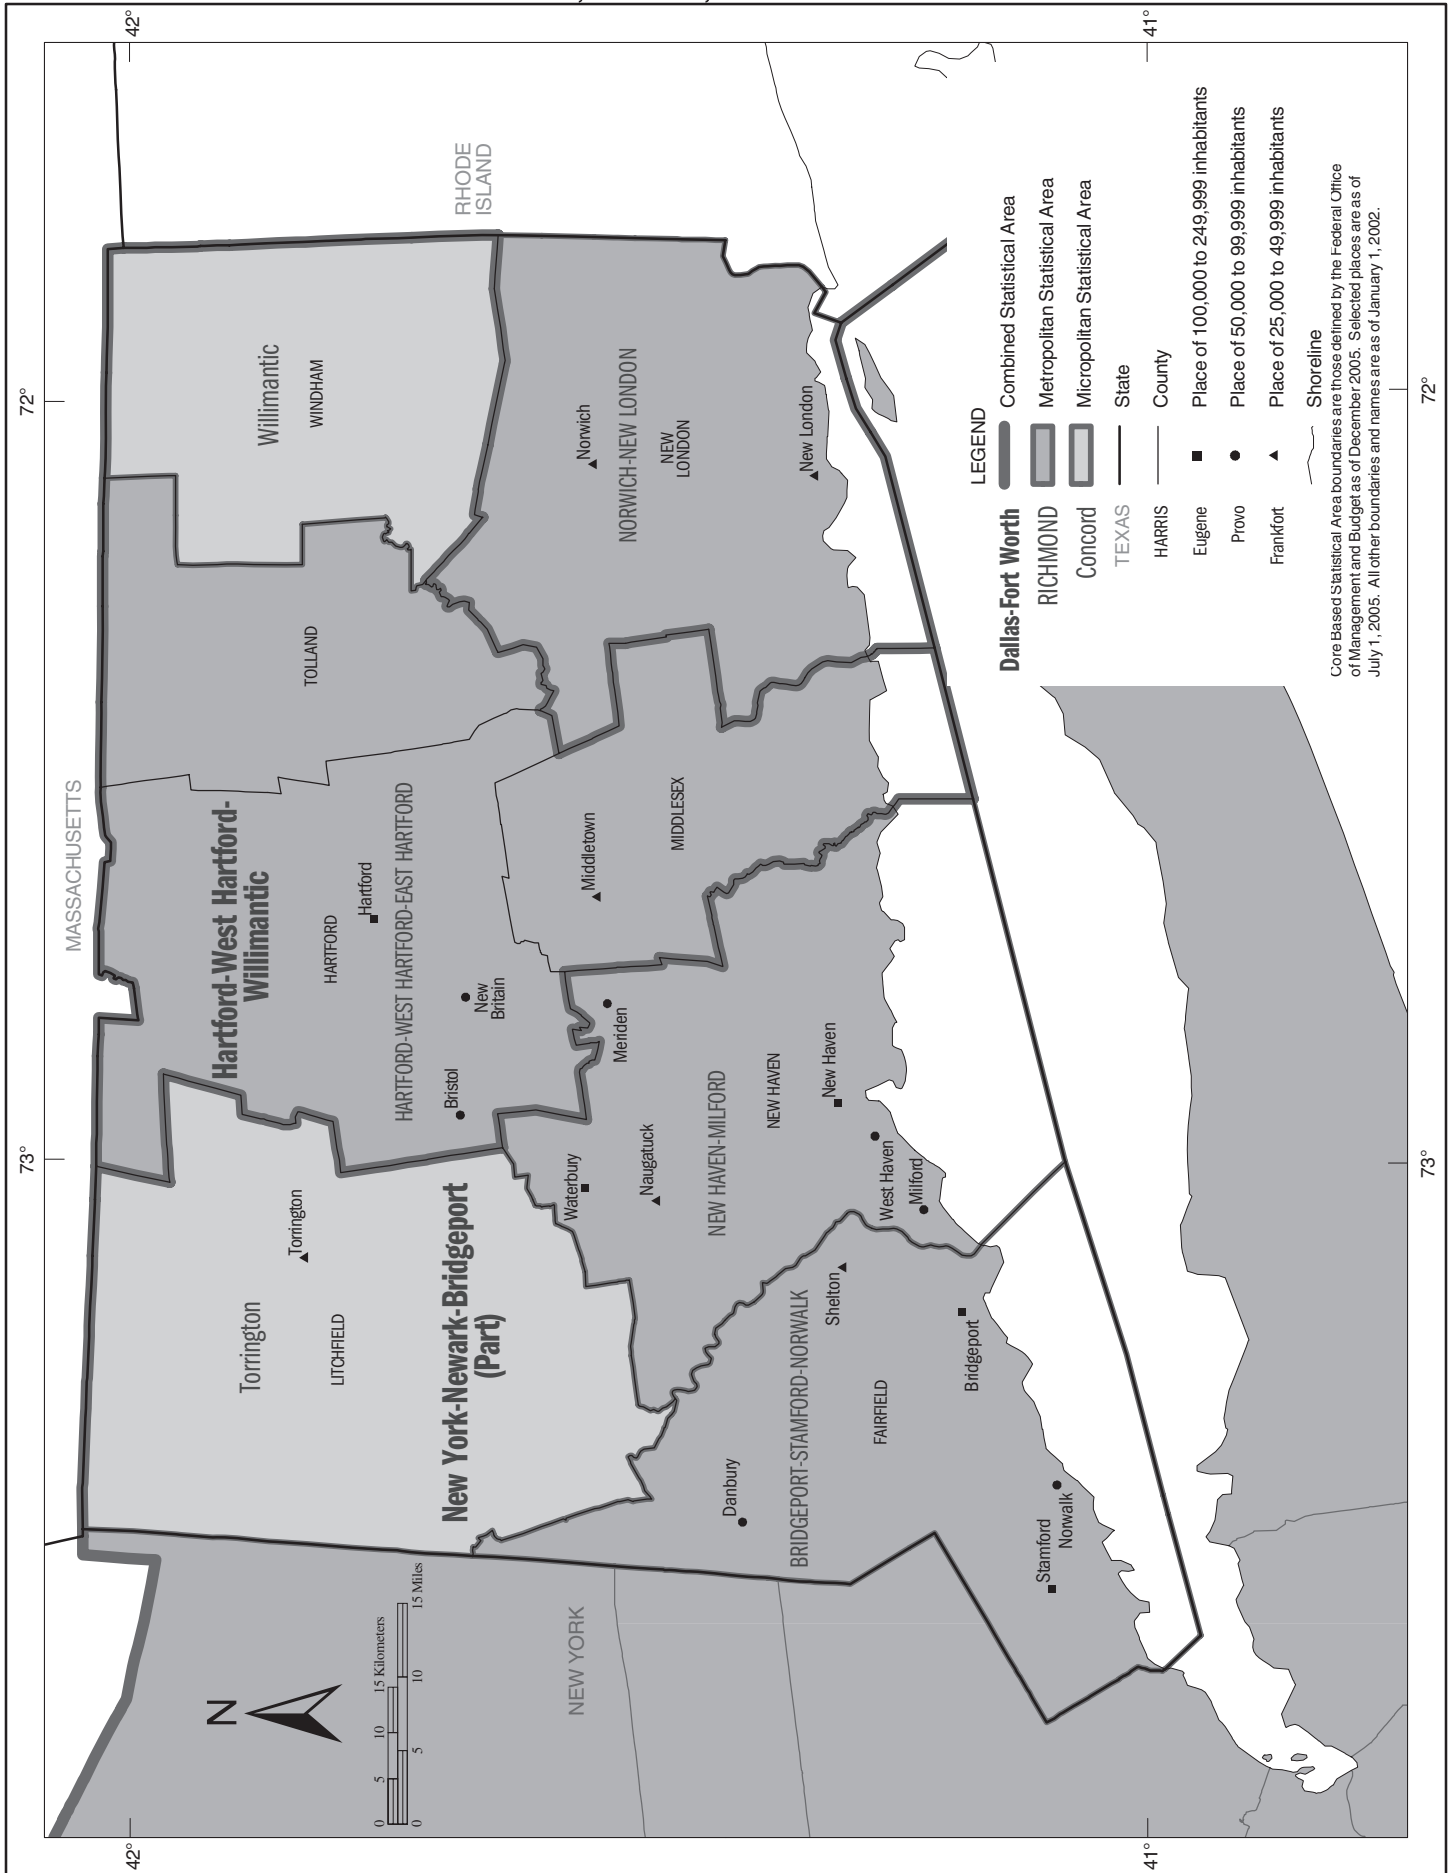 42°
41°
72°
72°
73°
73°
42°
41°
MASSACHUSETTS
RHODE
ISLAND
NEW YORK
N
0 5 10 15 Kilometers
0 5 10 15 Miles
Torrington
LITCHFIELD
Torrington
New York-Newark-Bridgeport
(Part)
Hartford-West Hartford-
Willimantic
HARTFORD
Hartford
HARTFORD-WEST HARTFORD-EAST HARTFORD
Bristol
New
Britain
TOLLAND
Willimantic
WINDHAM
Norwich
NORWICH-NEW LONDON
NEW
LONDON
New London
Middletown
MIDDLESEX
Meriden
Waterbury
Naugatuck
NEW HAVEN-MILFORD
NEW HAVEN
New Haven
West Haven
Milford
Danbury
BRIDGEPORT-STAMFORD-NORWALK
Shelton
FAIRFIELD
Bridgeport
Stamford
Norwalk
LEGEND
Dallas-Fort Worth Combined Statistical Area
RICHMOND Metropolitan Statistical Area
Concord Micropolitan Statistical Area
TEXAS State
HARRIS County
Eugene Place of 100,000 to 249,999 inhabitants
Provo Place of 50,000 to 99,999 inhabitants
Frankfort Place of 25,000 to 49,999 inhabitants
Shoreline
Core Based Statistical Area boundaries are those defined by the Federal Office
of Management and Budget as of December 2005. Selected places are as of
July 1, 2005. All other boundaries and names are as of January 1, 2002.